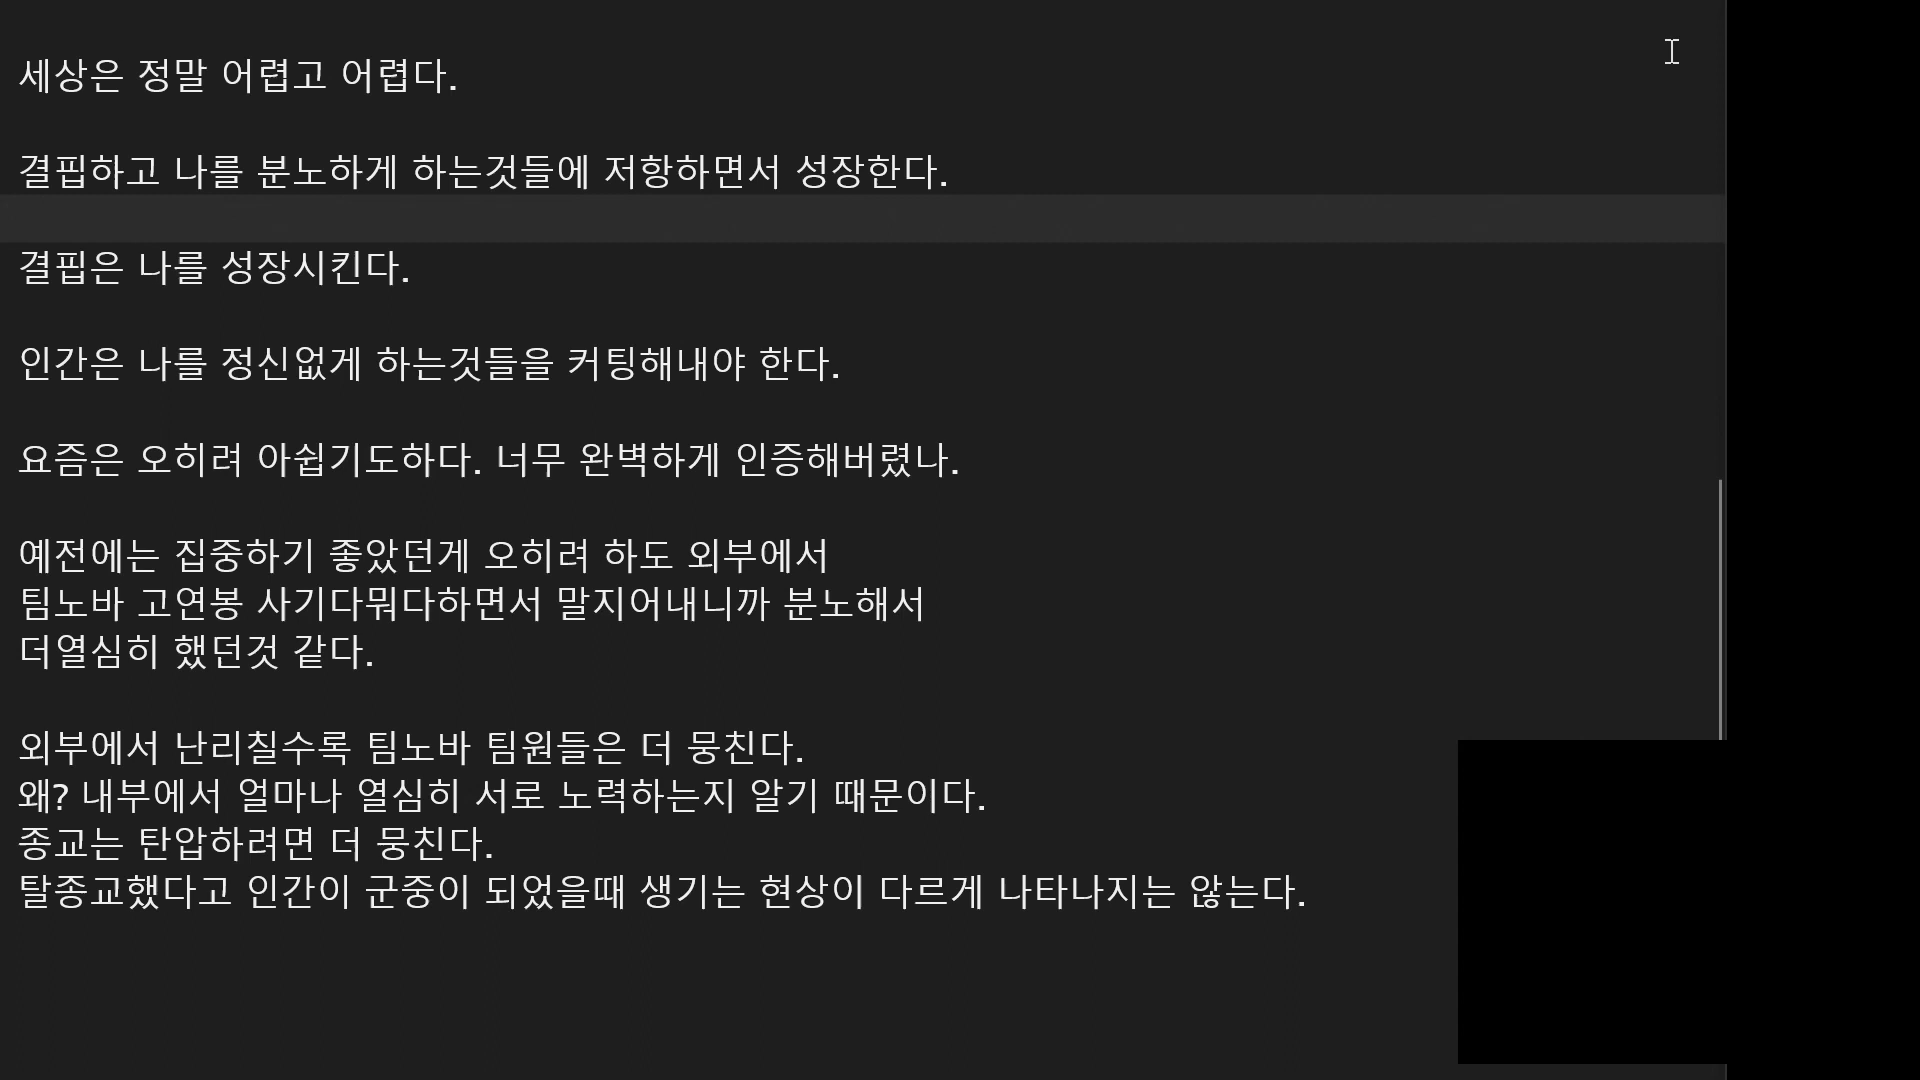 세상은 정말 어렵고 어렵다.
결핍하고 나를 분노하게 하는것들에 저항하면서 성장한다.
결핍은 나를 성장시킨다.
인간은 나를 정신없게 하는것들을 커팅해내야 한다.
요즘은 오히려 아쉽기도하다. 너무 완벽하게 인증해버렸나.
예전에는 집중하기 좋았던게 오히려 하도 외부에서
팀노바 고연봉 사기다뭐다하면서 말지어내니까 분노해서
더열심히 했던것 같다.
외부에서 난리칠수록 팀노바 팀원들은 더 뭉친다.
왜? 내부에서 얼마나 열심히 서로 노력하는지 알기 때문이다.
종교는 탄압하려면 더 뭉친다.
탈종교했다고 인간이 군중이 되었을때 생기는 현상이 다르게 나타나지는 않는다.